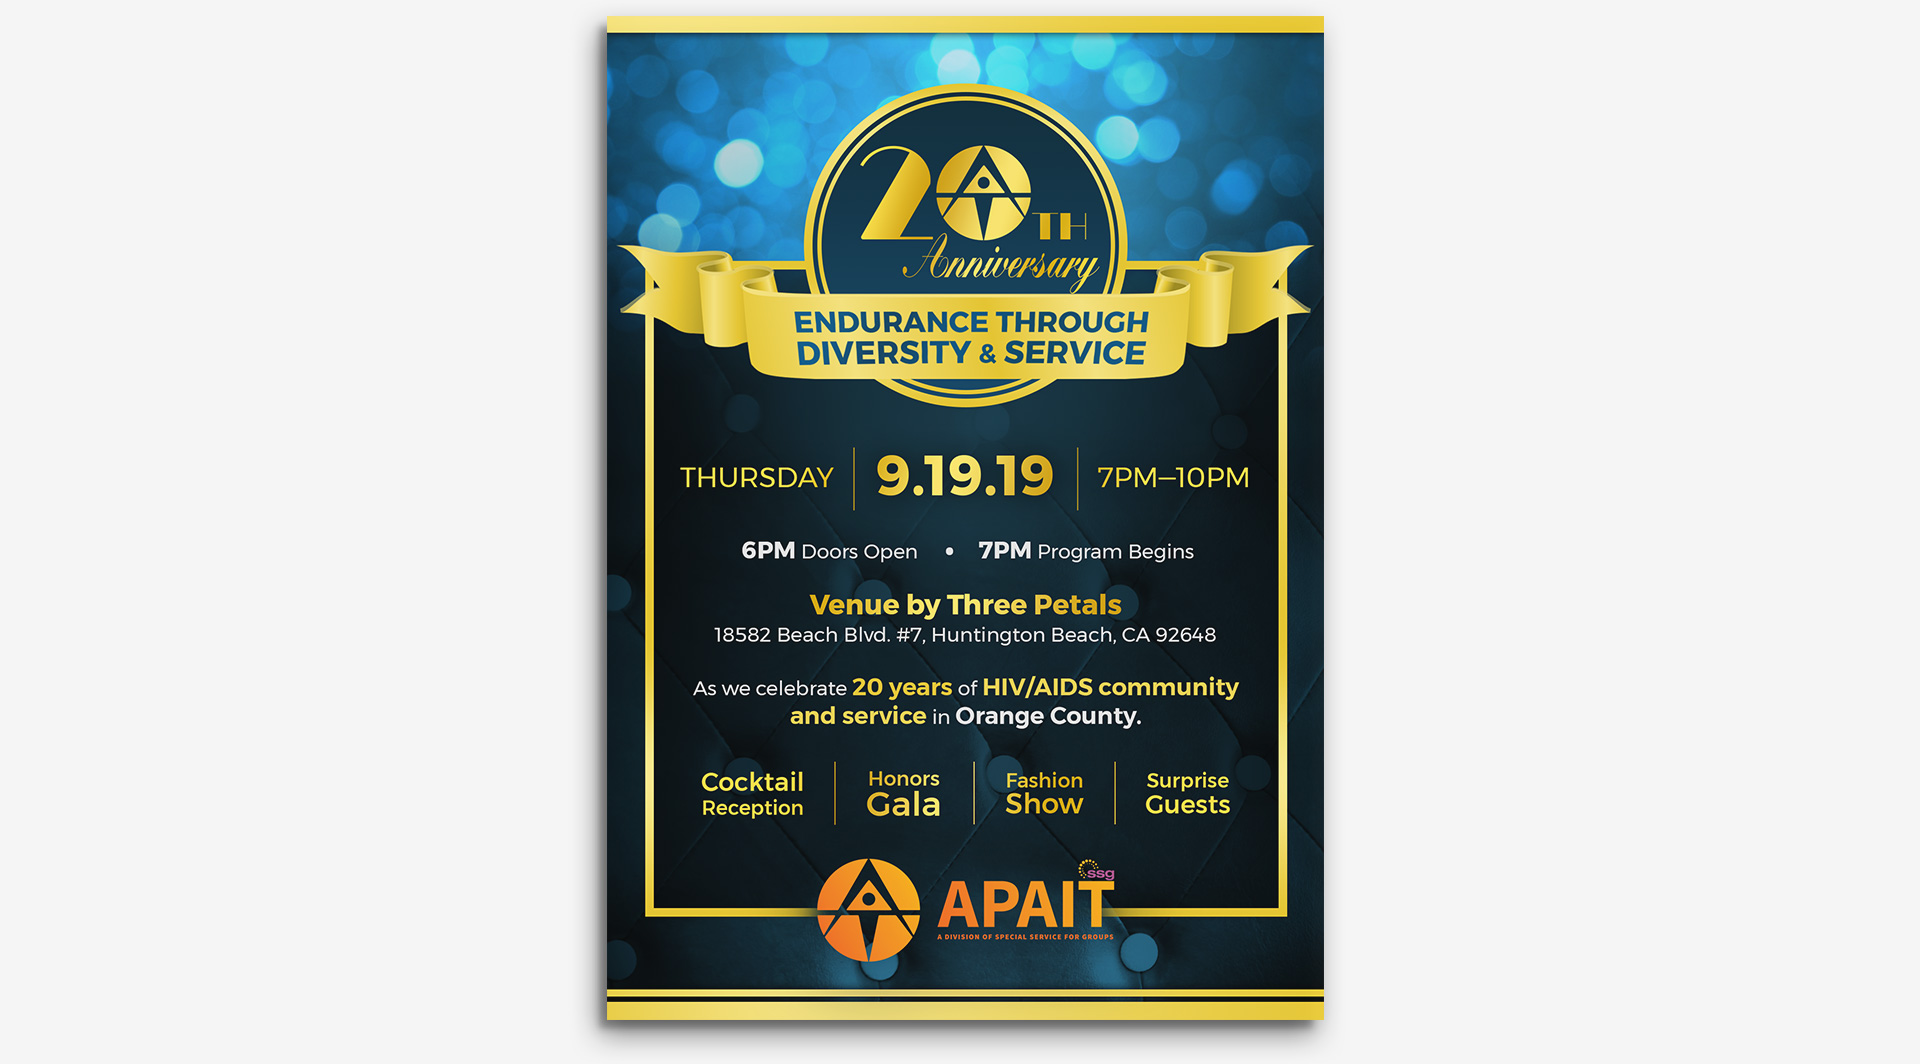 20TH
Anniversary
ENDURANCE THROUGH
DIVERSITY & SERVICE
THURSDAY 9.19.19 7PM—10PM
6PM Doors Open • 7PM Program Begins
Venue by Three Petals
18582 Beach Blvd. #7, Huntington Beach, CA 92648
As we celebrate 20 years of HIV/AIDS community
and service in Orange County.
Cocktail
Reception
Honors
Gala
Fashion
Show
Surprise
Guests
ssg
APAIT
A DIVISION OF SPECIAL SERVICE FOR GROUPS